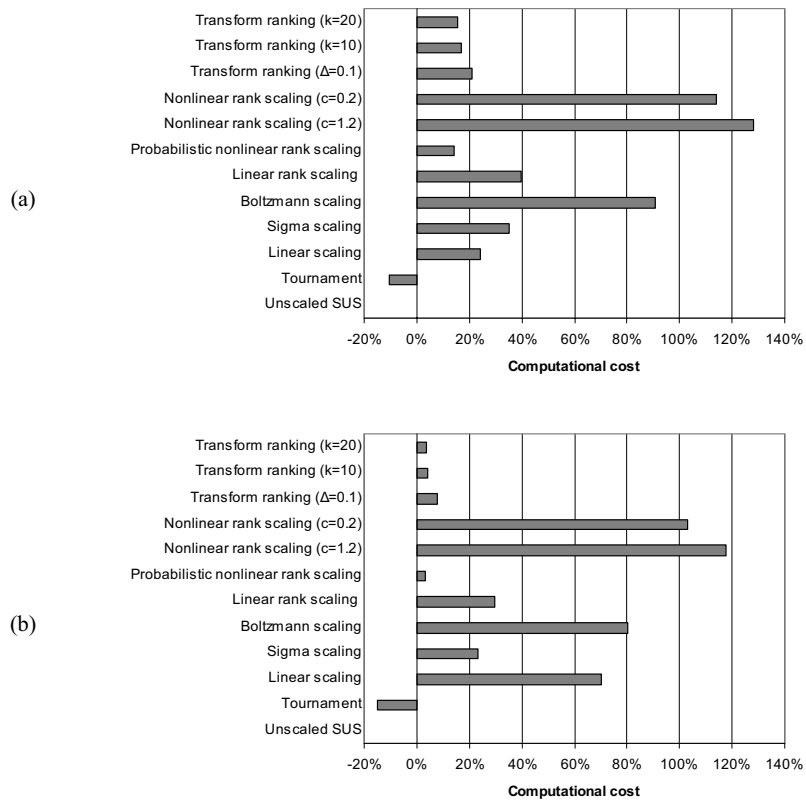 (a)
Transform ranking (k=20)
Transform ranking (k=10)
Transform ranking (Δ=0.1)
Nonlinear rank scaling (c=0.2)
Nonlinear rank scaling (c=1.2)
Probabilistic nonlinear rank scaling
Linear rank scaling
Boltzmann scaling
Sigma scaling
Linear scaling
Tournament
Unscaled SUS
-20% 0% 20% 40% 60% 80% 100% 120% 140%
Computational cost
(b)
Transform ranking (k=20)
Transform ranking (k=10)
Transform ranking (Δ=0.1)
Nonlinear rank scaling (c=0.2)
Nonlinear rank scaling (c=1.2)
Probabilistic nonlinear rank scaling
Linear rank scaling
Boltzmann scaling
Sigma scaling
Linear scaling
Tournament
Unscaled SUS
-20% 0% 20% 40% 60% 80% 100% 120% 140%
Computational cost